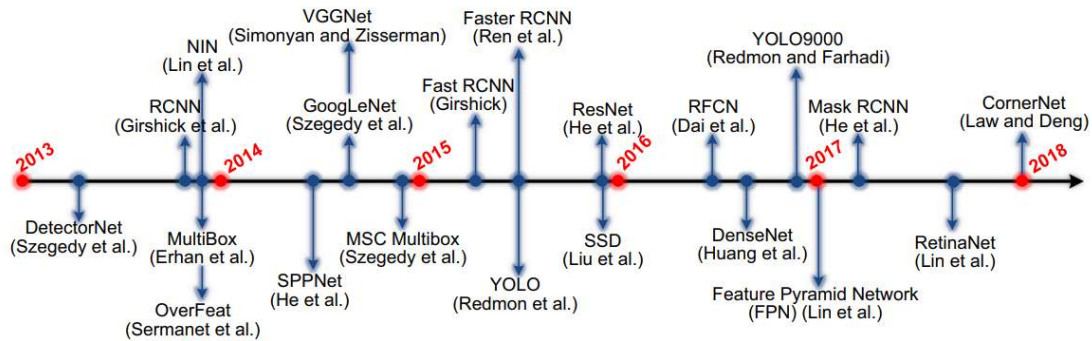 VGGNet
(Simonyan and Zisserman)
Faster RCNN
(Ren et al.)
NIN
(Lin et al.)
YOLO9000
(Redmon and Farhadi)
RCNN
(Girshick et al.)
GoogLeNet
(Szegedy et al.)
Fast RCNN
(Girshick)
ResNet
(He et al.)
RFCN
(Dai et al.)
Mask RCNN
(He et al.)
CornerNet
(Law and Deng)
2013
2014
2015
2016
2017
2018
DetectorNet
(Szegedy et al.)
MultiBox
(Erhan et al.)
OverFeat
(Sermanet et al.)
SPPNet
(He et al.)
MSC Multibox
(Szegedy et al.)
YOLO
(Redmon et al.)
SSD
(Liu et al.)
DenseNet
(Huang et al.)
Feature Pyramid Network
(FPN) (Lin et al.)
RetinaNet
(Lin et al.)